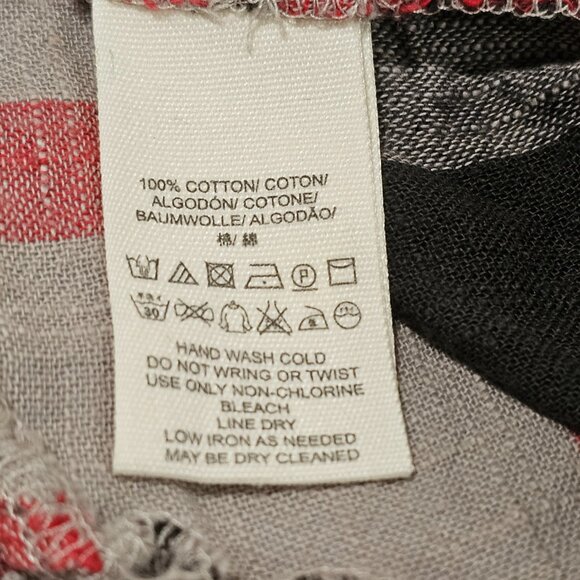 100% COTTON/ COTON/
ALGODÓN/ COTONE/
BAUMWOLLE/ ALGODÃO/
棉/ 綿
P
30
HAND WASH COLD
DO NOT WRING OR TWIST
USE ONLY NON-CHLORINE
BLEACH
LINE DRY
LOW IRON AS NEEDED
MAY BE DRY CLEANED